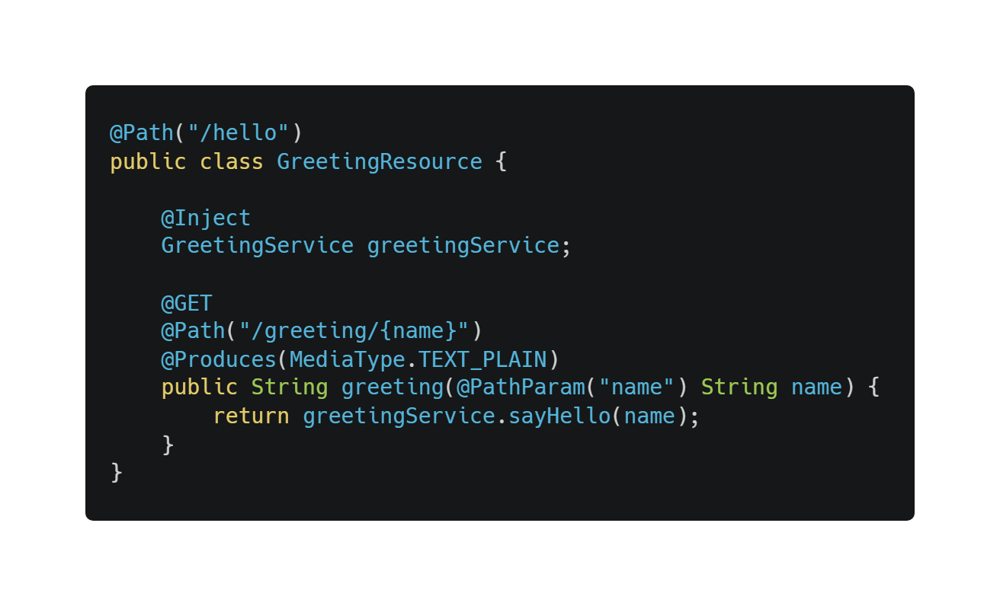 @Path("/hello")
public class GreetingResource {
@Inject
GreetingService greetingService;
@GET
@Path("/greeting/{name}")
@Produces(MediaType.TEXT_PLAIN)
public String greeting(@PathParam("name") String name) {
return greetingService.sayHello(name);
}
}